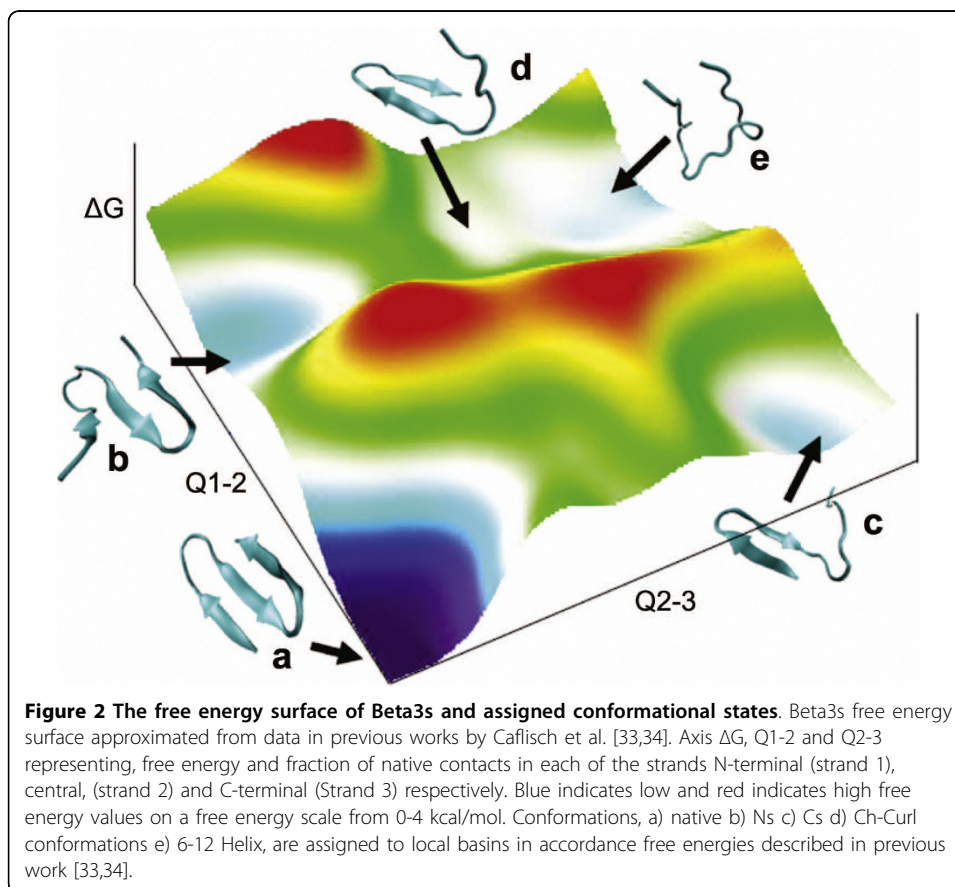 d
e
ΔG
b
Q1-2
c
Q2-3
a
Figure 2 The free energy surface of Beta3s and assigned conformational states. Beta3s free energy
surface approximated from data in previous works by Caflisch et al. [33,34]. Axis ΔG, Q1-2 and Q2-3
representing, free energy and fraction of native contacts in each of the strands N-terminal (strand 1),
central, (strand 2) and C-terminal (Strand 3) respectively. Blue indicates low and red indicates high free
energy values on a free energy scale from 0-4 kcal/mol. Conformations, a) native b) Ns c) Cs d) Ch-Curl
conformations e) 6-12 Helix, are assigned to local basins in accordance free energies described in previous
work [33,34].